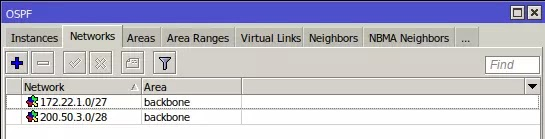 OSPF
Instances Networks Areas Area Ranges Virtual Links Neighbors NBMA Neighbors ...
Find
Network Area
172.22.1.0/27 backbone
200.50.3.0/28 backbone